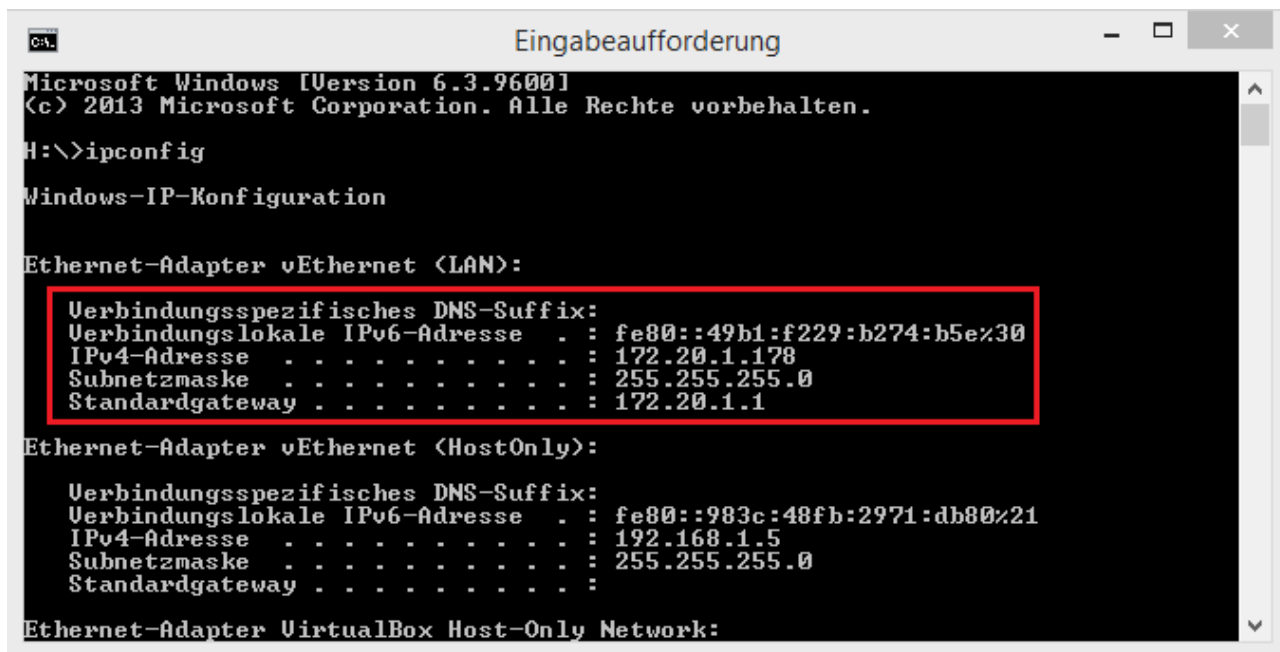 C:\.
Eingabeaufforderung
Microsoft Windows [Version 6.3.9600]
(c) 2013 Microsoft Corporation. Alle Rechte vorbehalten.
H:\>ipconfig
Windows-IP-Konfiguration
Ethernet-Adapter vEthernet (LAN):
Verbindungsspezifisches DNS-Suffix:
Verbindungslokale IPv6-Adresse . : fe80::49b1:f229:b274:b5e%30
IPv4-Adresse . . . . . . . . . . : 172.20.1.178
Subnetzmaske . . . . . . . . . . : 255.255.255.0
Standardgateway . . . . . . . . . : 172.20.1.1
Ethernet-Adapter vEthernet (HostOnly):
Verbindungsspezifisches DNS-Suffix:
Verbindungslokale IPv6-Adresse . : fe80::983c:48fb:2971:db80%21
IPv4-Adresse . . . . . . . . . . : 192.168.1.5
Subnetzmaske . . . . . . . . . . : 255.255.255.0
Standardgateway . . . . . . . . . :
Ethernet-Adapter VirtualBox Host-Only Network: